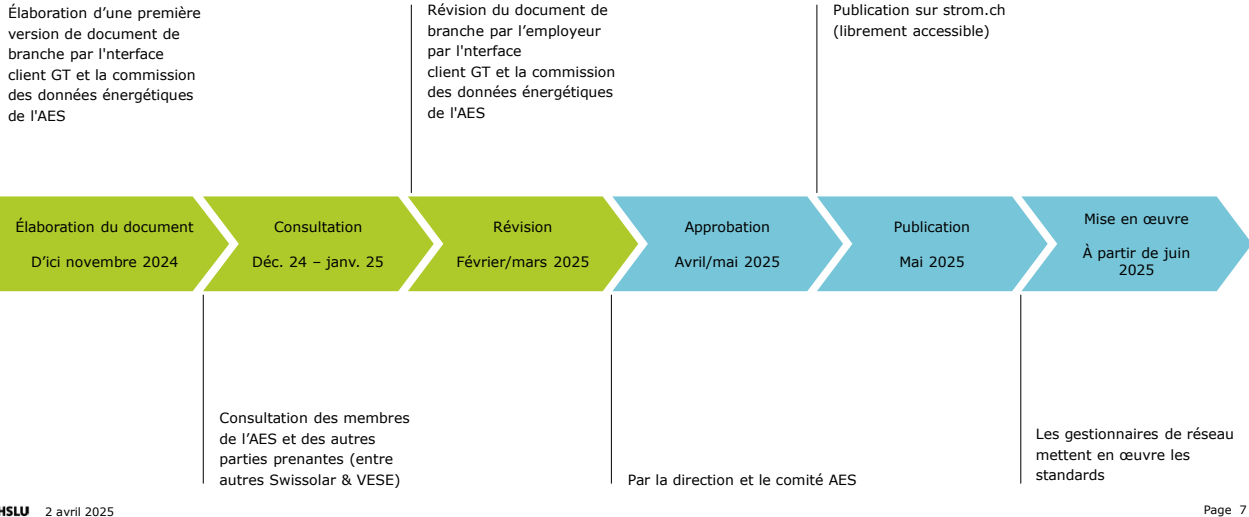 Élaboration d’une première
version de document de
branche par l'nterface
client GT et la commission
des données énergétiques
de l'AES
Révision du document de
branche par l’employeur
par l'nterface
client GT et la commission
des données énergétiques
de l'AES
Publication sur strom.ch
(librement accessible)
Élaboration du document
D’ici novembre 2024
Consultation
Déc. 24 – janv. 25
Révision
Février/mars 2025
Approbation
Avril/mai 2025
Publication
Mai 2025
Mise en œuvre
À partir de juin
2025
Consultation des membres
de l’AES et des autres
parties prenantes (entre
autres Swissolar & VESE)
Par la direction et le comité AES
Les gestionnaires de réseau
mettent en œuvre les
standards
HSLU 2 avril 2025
Page 7